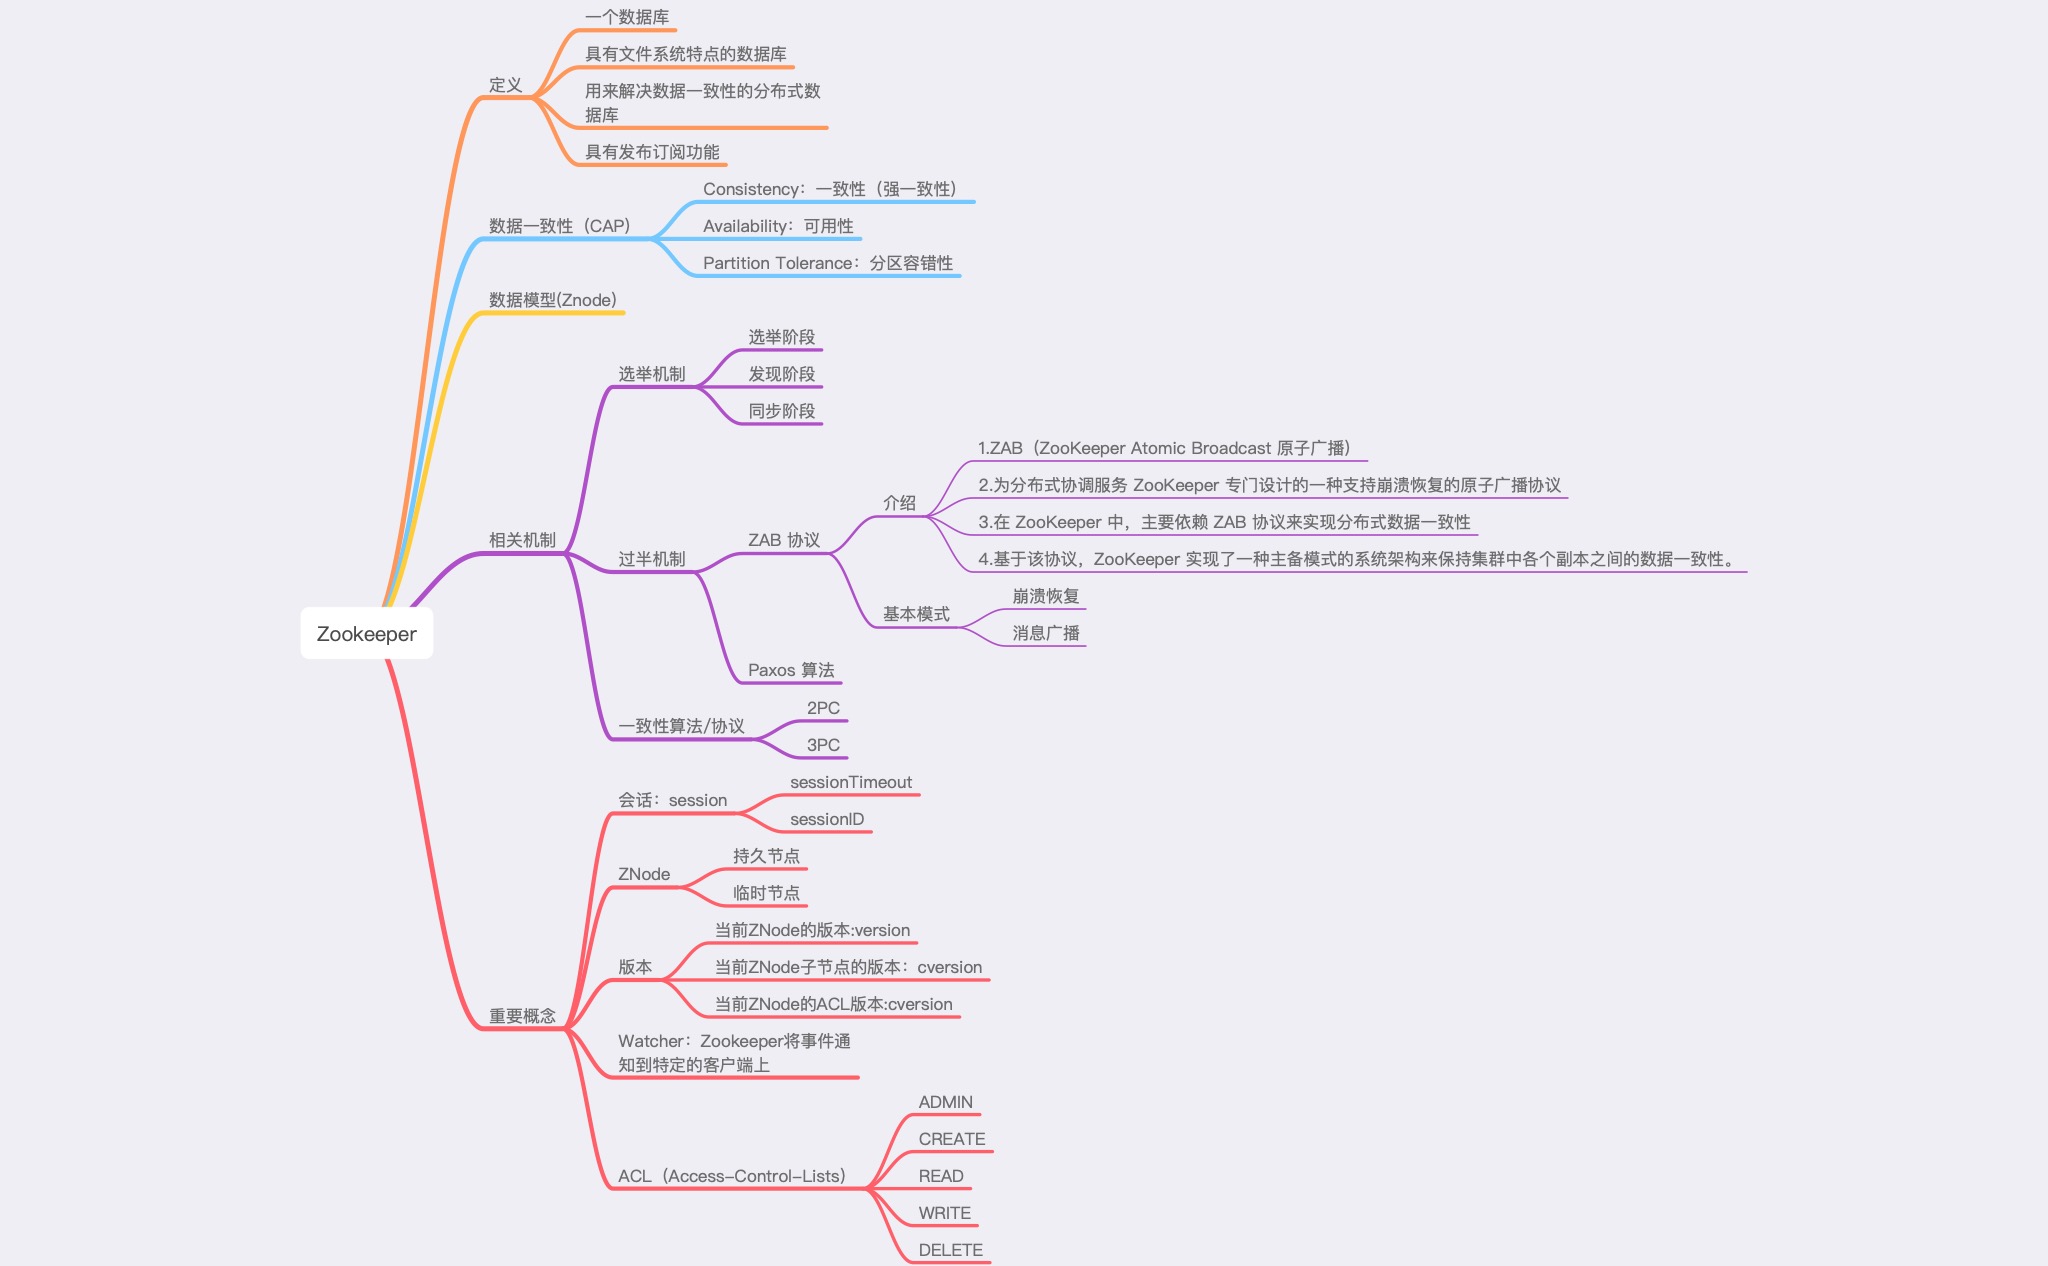 一个数据库
具有文件系统特点的数据库
定义
用来解决数据一致性的分布式数
据库
具有发布订阅功能
Consistency：一致性（强一致性）
数据一致性（CAP）
Availability：可用性
Partition Tolerance：分区容错性
数据模型(Znode)
选举阶段
选举机制
发现阶段
同步阶段
1.ZAB（ZooKeeper Atomic Broadcast 原子广播）
2.为分布式协调服务 ZooKeeper 专门设计的一种支持崩溃恢复的原子广播协议
介绍
3.在 ZooKeeper 中，主要依赖 ZAB 协议来实现分布式数据一致性
相关机制
ZAB 协议
过半机制
4.基于该协议，ZooKeeper 实现了一种主备模式的系统架构来保持集群中各个副本之间的数据一致性。
崩溃恢复
基本模式
消息广播
Zookeeper
Paxos 算法
2PC
一致性算法/协议
3PC
sessionTimeout
会话：session
sessionID
持久节点
ZNode
临时节点
当前ZNode的版本:version
版本
当前ZNode子节点的版本：cversion
当前ZNode的ACL版本:cversion
重要概念
Watcher：Zookeeper将事件通
知到特定的客户端上
ADMIN
CREATE
ACL（Access-Control-Lists）
READ
WRITE
DELETE